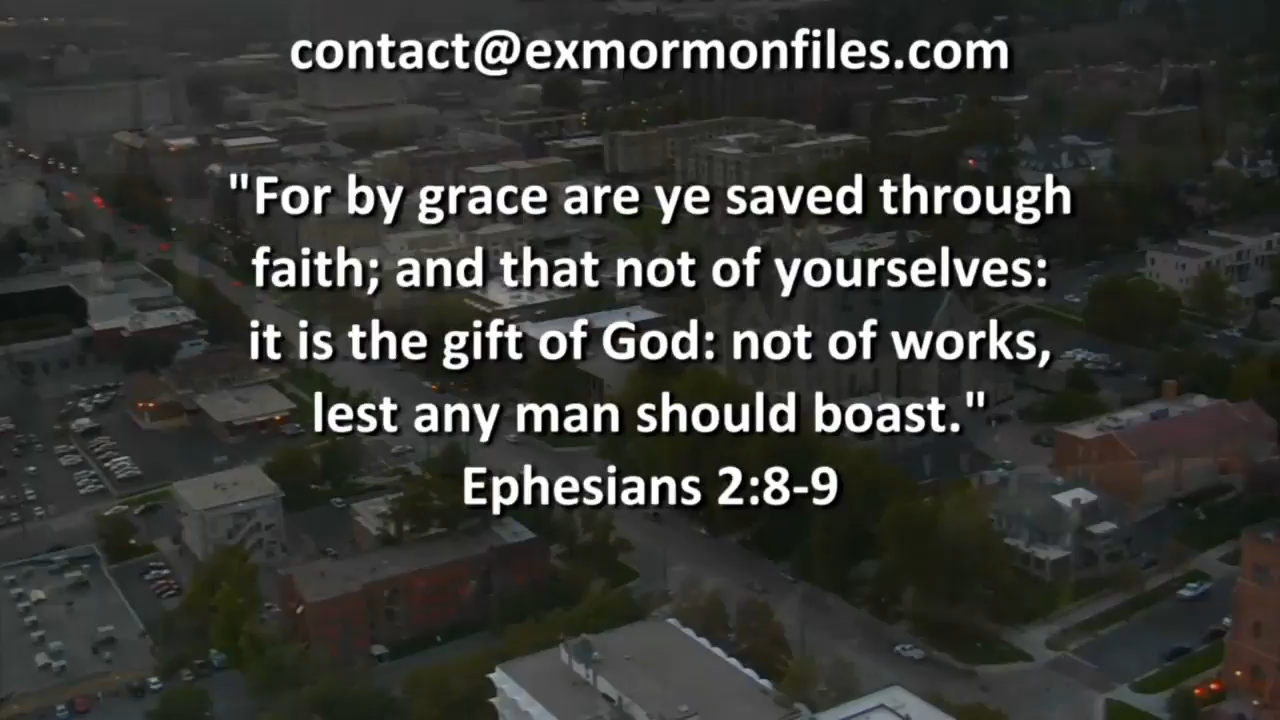 contact@exmormonfiles.com
"For by grace are ye saved through
faith; and that not of yourselves:
it is the gift of God: not of works,
lest any man should boast."
Ephesians 2:8-9